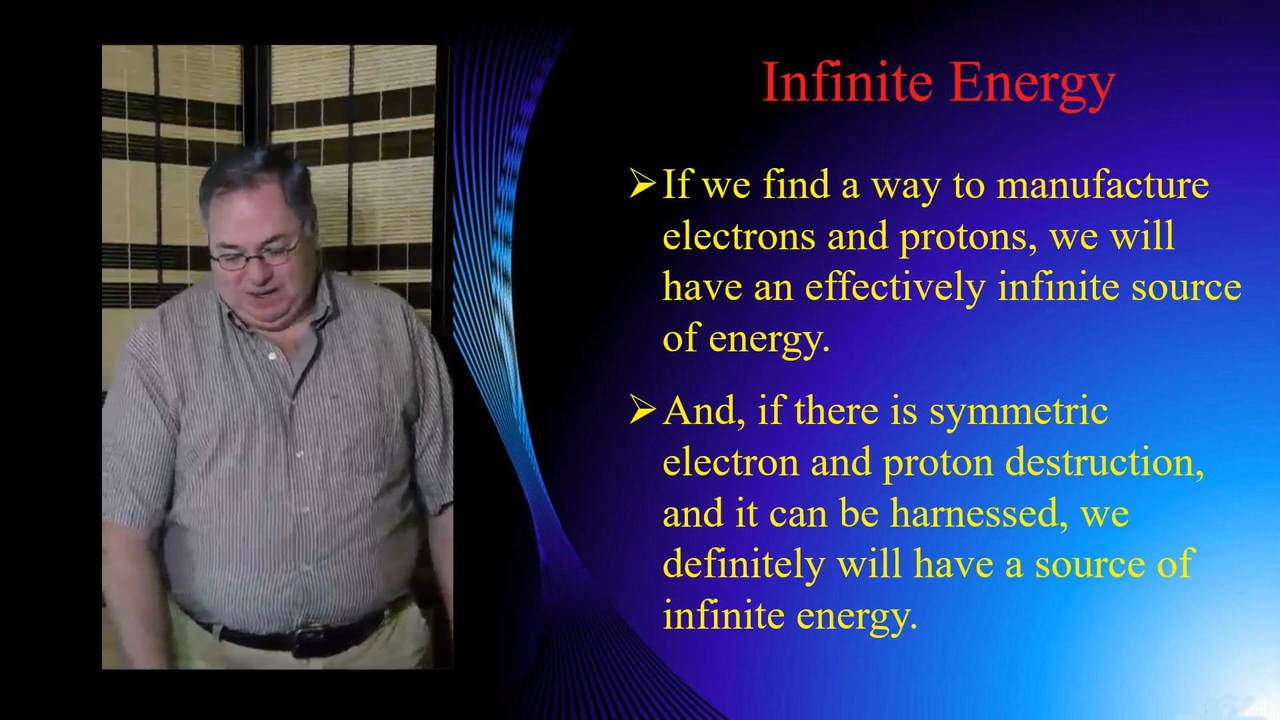 Infinite Energy
➢If we find a way to manufacture
electrons and protons, we will
have an effectively infinite source
of energy.
➢And, if there is symmetric
electron and proton destruction,
and it can be harnessed, we
definitely will have a source of
infinite energy.